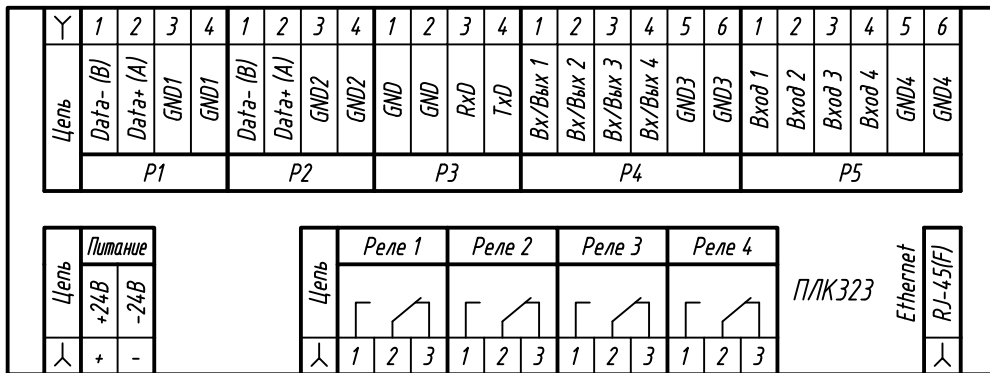 1 2 3 4 1 2 3 4 1 2 3 4 1 2 3 4 5 6 1 2 3 4 5 6
Цепь Data- (B) Data+ (A) GND1 GND1 Data- (B) Data+ (A) GND2 GND2 GND GND RxD TxD Вх/Вых 1 Вх/Вых 2 Вх/Вых 3 Вх/Вых 4 GND3 GND3 Вход 1 Вход 2 Вход 3 Вход 4 GND4 GND4
P1 P2 P3 P4 P5
Питание Реле 1 Реле 2 Реле 3 Реле 4
Цепь +24В -24В Цепь ПЛК323 Ethernet RJ-45(F)
+ - 1 2 3 1 2 3 1 2 3 1 2 3